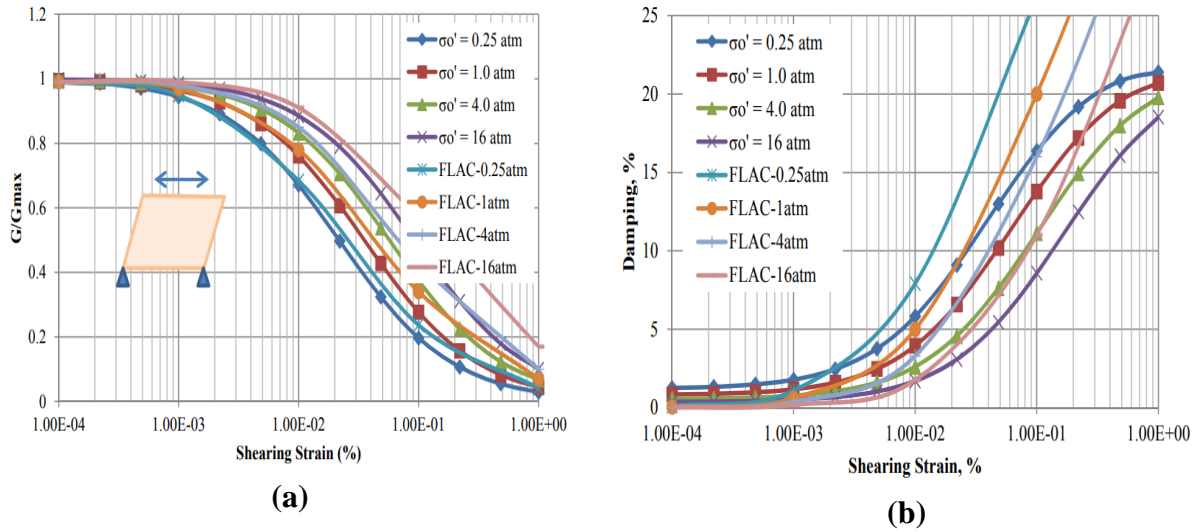 1.2
1
0.8
0.6
0.4
0.2
0
G/Gmax
1.00E-04 1.00E-03 1.00E-02 1.00E-01 1.00E+00
Shearing Strain (%)
σo' = 0.25 atm
σo' = 1.0 atm
σo' = 4.0 atm
σo' = 16 atm
FLAC-0.25atm
FLAC-1atm
FLAC-4atm
FLAC-16atm
(a)
25
20
15
10
5
0
Damping, %
1.00E-04 1.00E-03 1.00E-02 1.00E-01 1.00E+00
Shearing Strain, %
σo' = 0.25 atm
σo' = 1.0 atm
σo' = 4.0 atm
σo' = 16 atm
FLAC-0.25atm
FLAC-1atm
FLAC-4atm
FLAC-16atm
(b)